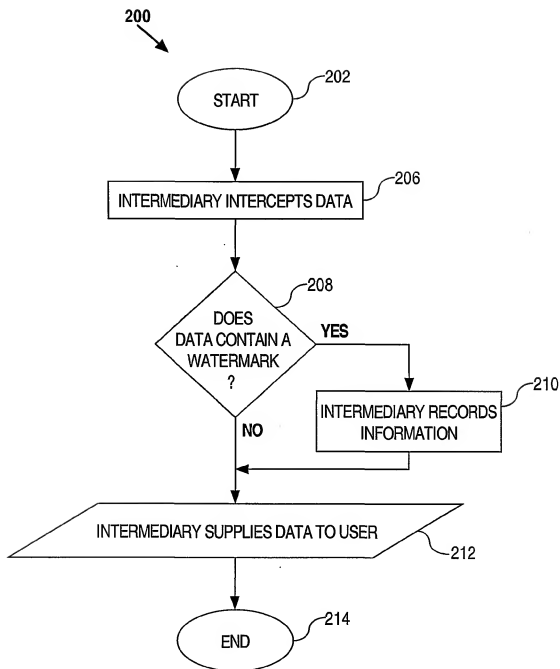 200
202
START
206
INTERMEDIARY INTERCEPTS DATA
208
DOES
DATA CONTAIN A
WATERMARK
?
YES
210
INTERMEDIARY RECORDS
INFORMATION
NO
INTERMEDIARY SUPPLIES DATA TO USER
212
END
214